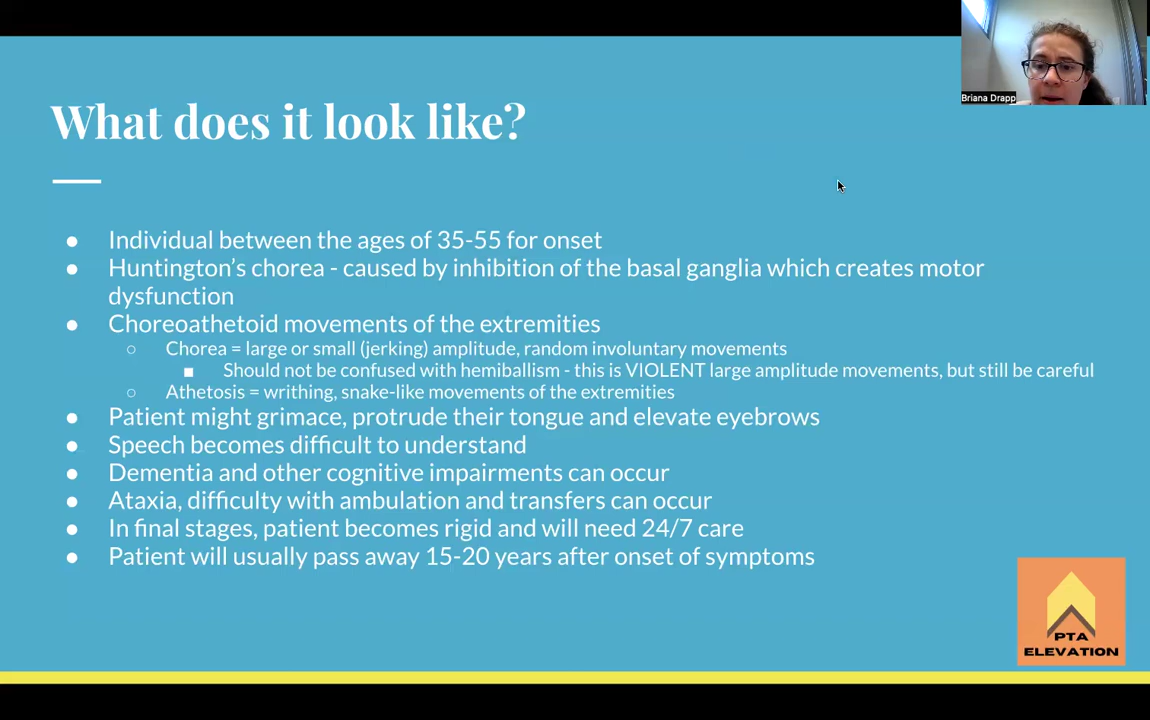 Briana Drapp
What does it look like?
● Individual between the ages of 35-55 for onset
● Huntington's chorea - caused by inhibition of the basal ganglia which creates motor
dysfunction
● Choreoathetoid movements of the extremities
○ Chorea = large or small (jerking) amplitude, random involuntary movements
■ Should not be confused with hemiballism - this is VIOLENT large amplitude movements, but still be careful
○ Athetosis = writhing, snake-like movements of the extremities
● Patient might grimace, protrude their tongue and elevate eyebrows
● Speech becomes difficult to understand
● Dementia and other cognitive impairments can occur
● Ataxia, difficulty with ambulation and transfers can occur
● In final stages, patient becomes rigid and will need 24/7 care
● Patient will usually pass away 15-20 years after onset of symptoms
PTA
ELEVATION